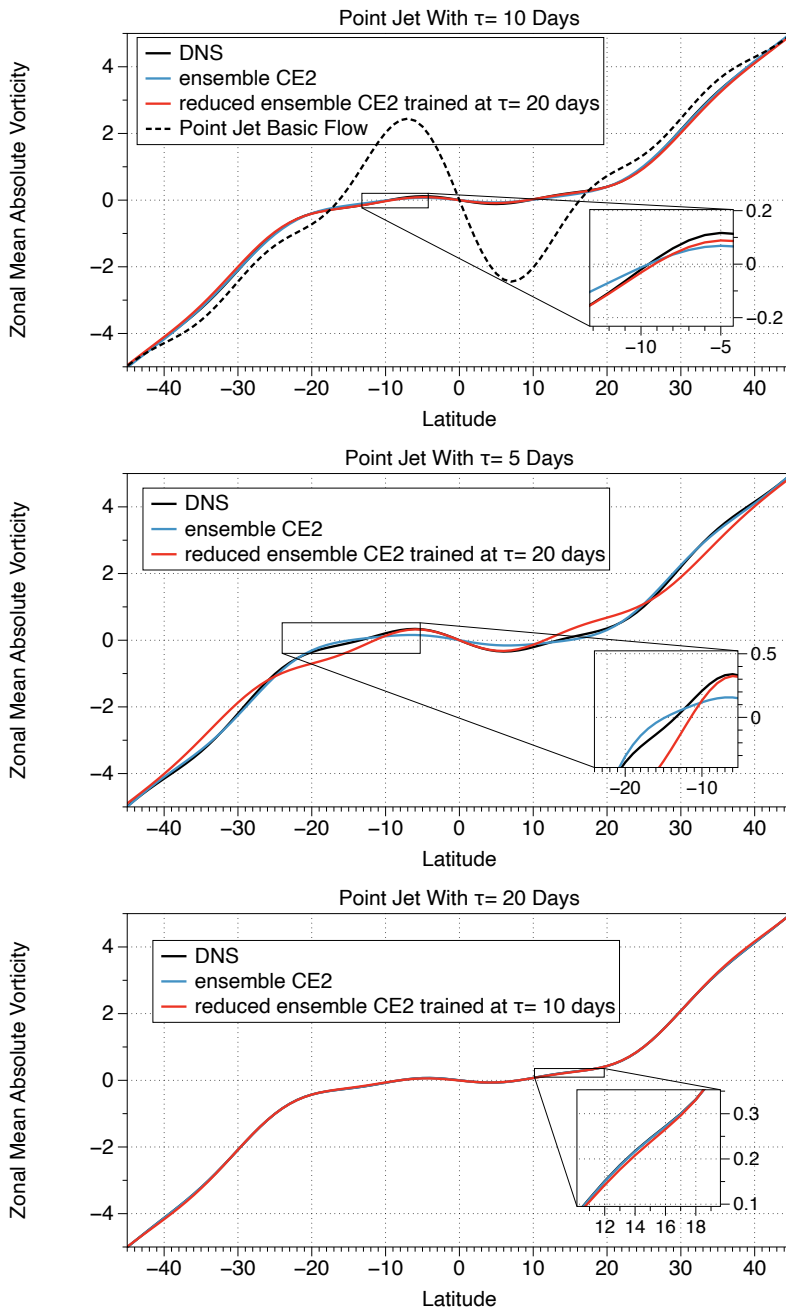 Point Jet With τ= 10 Days
Zonal Mean Absolute Vorticity
4
2
0
−2
−4
DNS
ensemble CE2
reduced ensemble CE2 trained at τ= 20 days
Point Jet Basic Flow
0.2
0
−0.2
−10 −5
−40 −30 −20 −10 0 10 20 30 40
Latitude
Point Jet With τ= 5 Days
Zonal Mean Absolute Vorticity
4
2
0
−2
−4
DNS
ensemble CE2
reduced ensemble CE2 trained at τ= 20 days
0.5
0
−20 −10
−40 −30 −20 −10 0 10 20 30 40
Latitude
Point Jet With τ= 20 Days
Zonal Mean Absolute Vorticity
4
2
0
−2
−4
DNS
ensemble CE2
reduced ensemble CE2 trained at τ= 10 days
0.3
0.2
0.1
12 14 16 18
−40 −30 −20 −10 0 10 20 30 40
Latitude